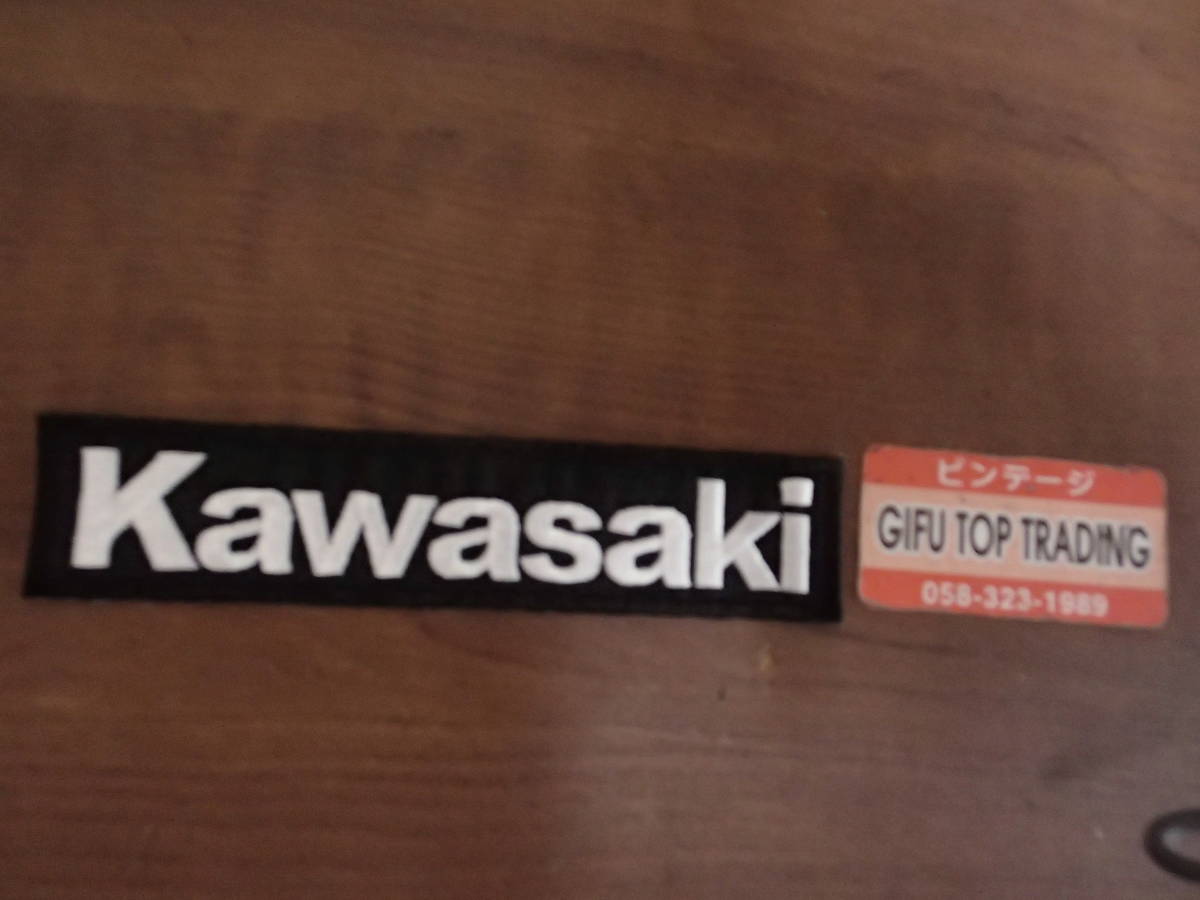 Kawasaki
ビンテージ
GIFU TOP TRADING
058-323-1989